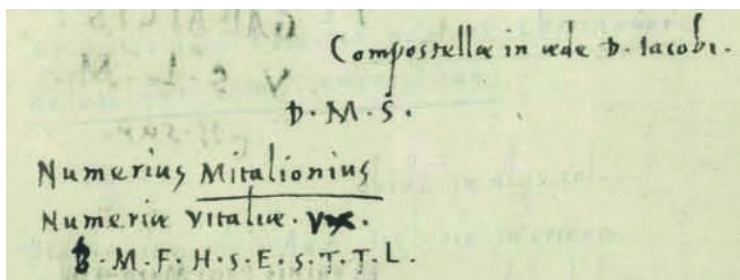 Compostellæ in æde D. Iacobi.
D. M. S.
Numerius Mitalionius
Numeriæ Vitaliæ. Vx.
B. M. F. H. S. E. S. T. T. L.